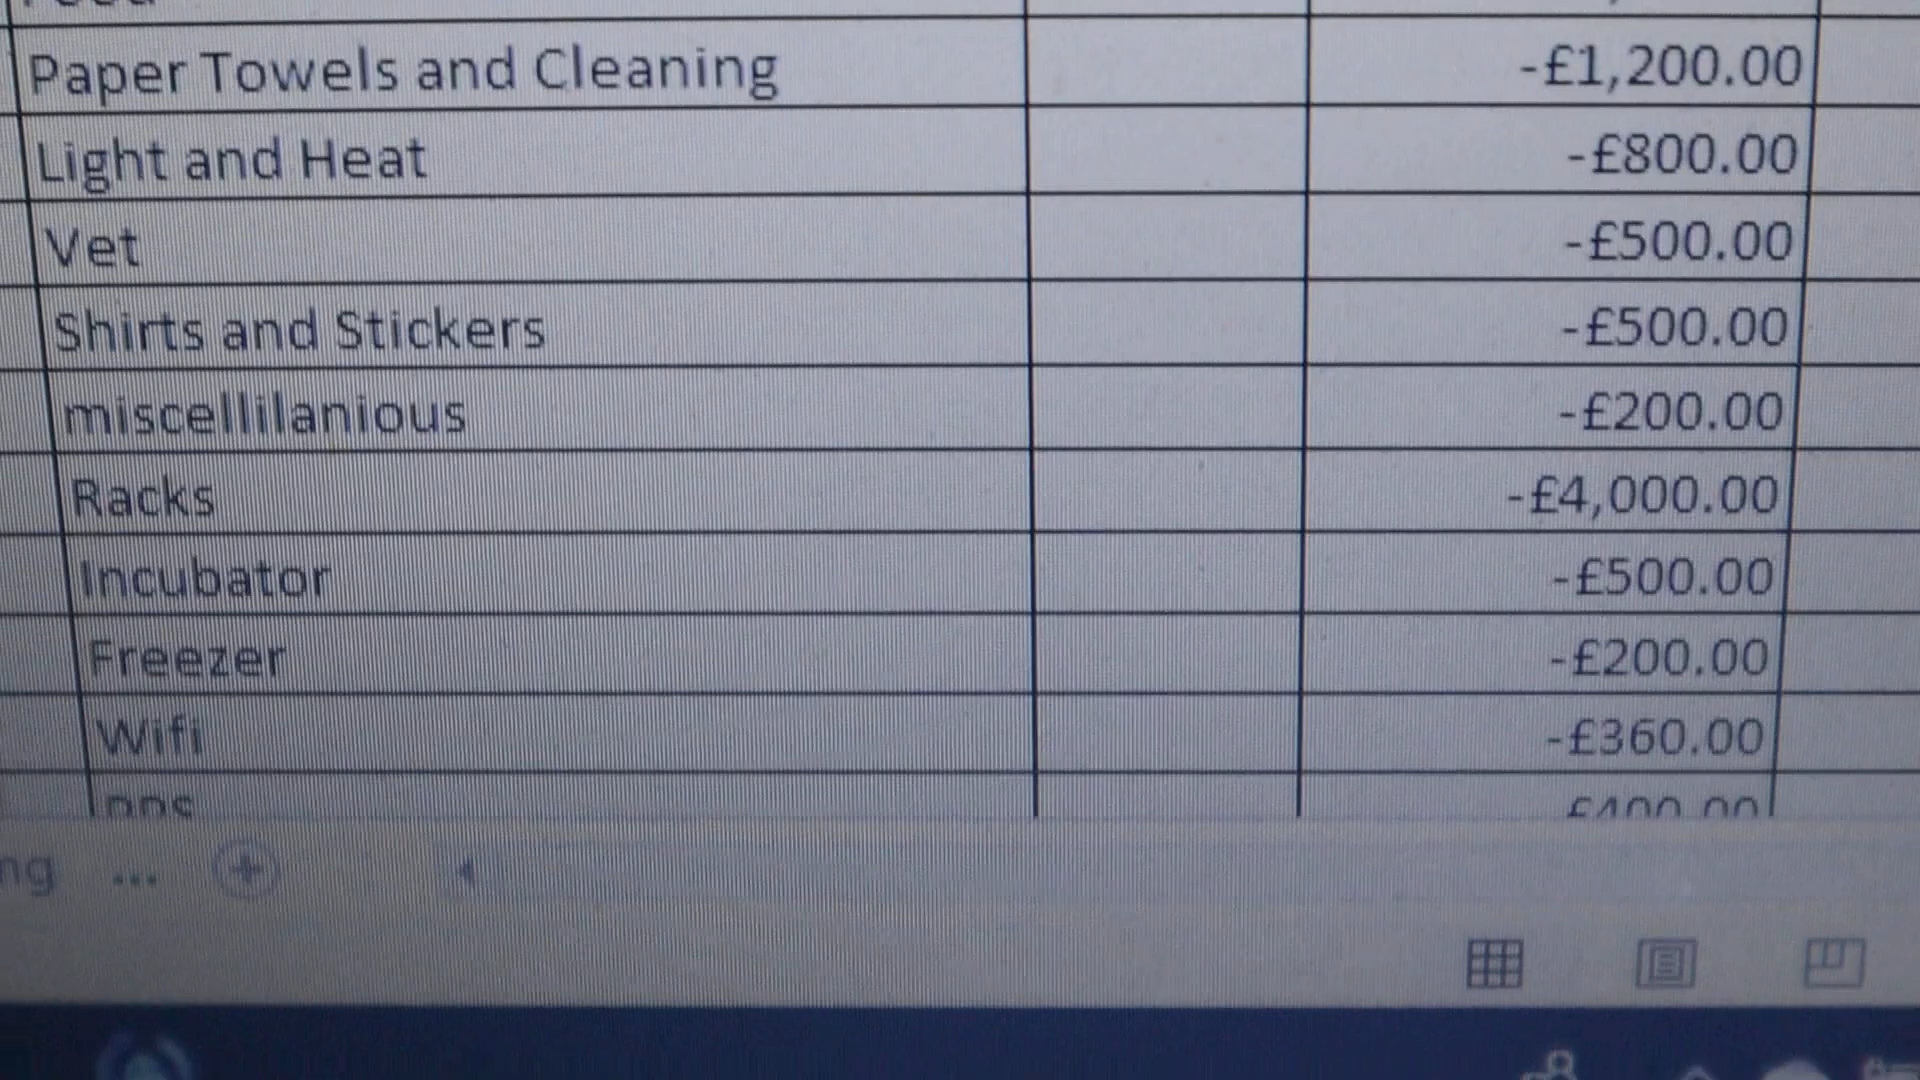 Paper Towels and Cleaning -£1,200.00
Light and Heat -£800.00
Vet -£500.00
Shirts and Stickers -£500.00
miscellilanious -£200.00
Racks -£4,000.00
Incubator -£500.00
Freezer -£200.00
Wifi -£360.00
ng ...